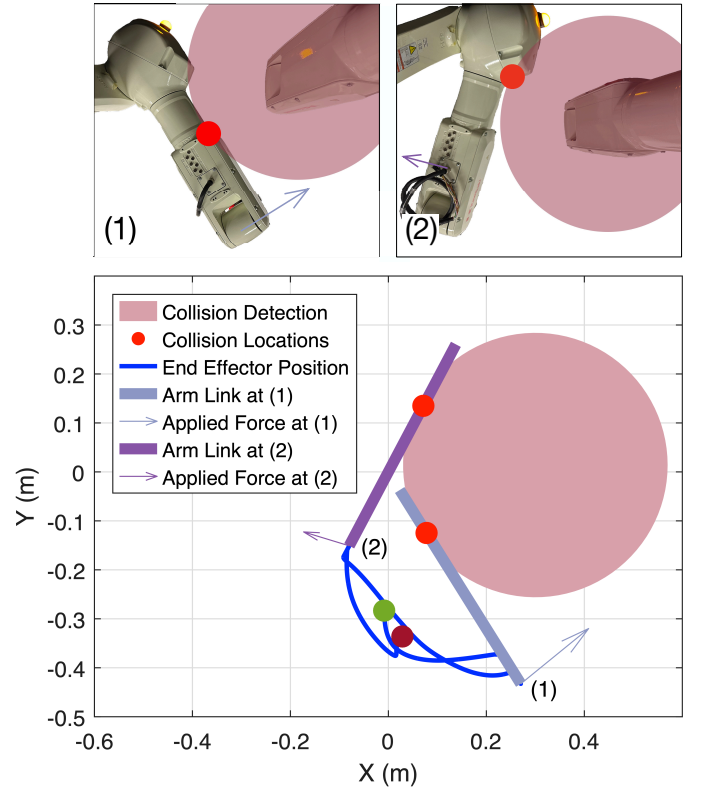 (1)
(2)
Collision Detection
Collision Locations
End Effector Position
Arm Link at (1)
Applied Force at (1)
Arm Link at (2)
Applied Force at (2)
0.3
0.2
0.1
0
-0.1
-0.2
-0.3
-0.4
-0.5
Y (m)
(2)
(1)
-0.6
-0.4
-0.2
0
0.2
0.4
X (m)